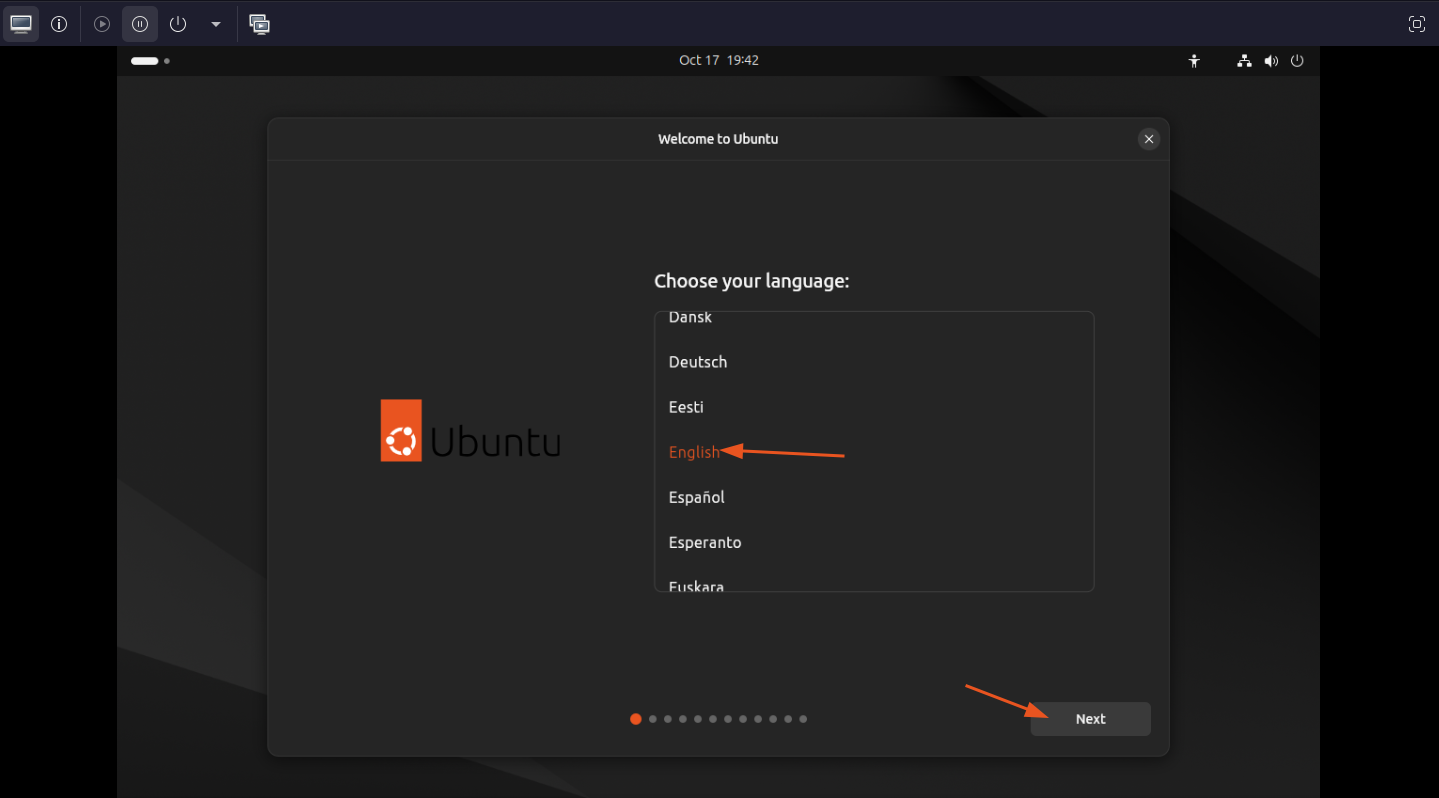 Oct 17 19:42
Welcome to Ubuntu
Choose your language:
Dansk
Deutsch
Eesti
English
Ubuntu
Español
Esperanto
Euskara
Next